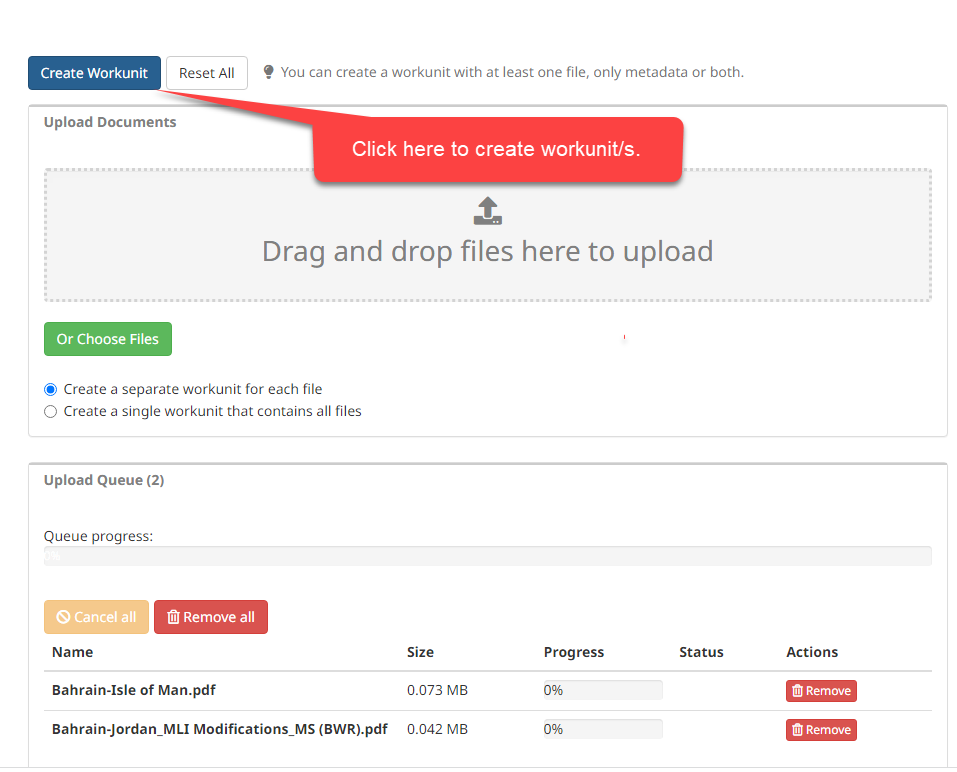 Create Workunit Reset All You can create a workunit with at least one file, only metadata or both.
Upload Documents
Click here to create workunit/s.
Drag and drop files here to upload
Or Choose Files
Create a separate workunit for each file
Create a single workunit that contains all files
Upload Queue (2)
Queue progress:
0%
Cancel all Remove all
Name Size Progress Status Actions
Bahrain-Isle of Man.pdf 0.073 MB 0% Remove
Bahrain-Jordan_MLI Modifications_MS (BWR).pdf 0.042 MB 0% Remove